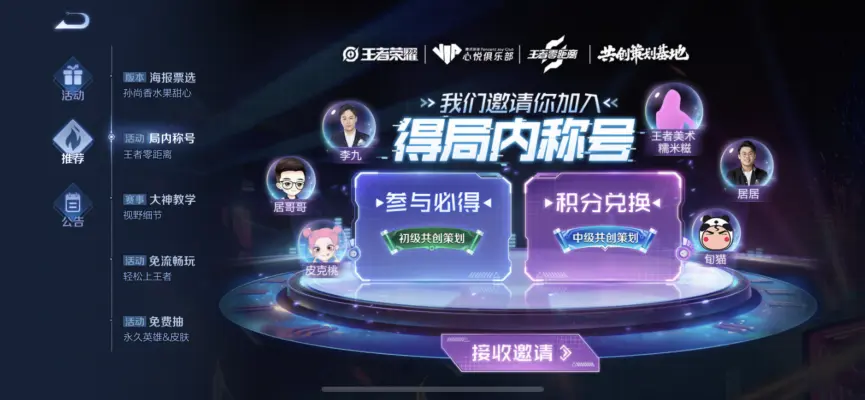 活动
推荐
公告
版本 海报票选
孙尚香水果甜心
活动 局内称号
王者零距离
赛事 大神教学
视野细节
活动 免流畅玩
轻松上王者
活动 免费抽
永久英雄&皮肤
王者荣耀
心悦俱乐部
王者零距离
共创策划基地
我们邀请你加入
得局内称号
李九
居哥哥
皮克桃
王者美术
糯米糍
居居
旬猫
参与必得
初级共创策划
积分兑换
中级共创策划
接收邀请